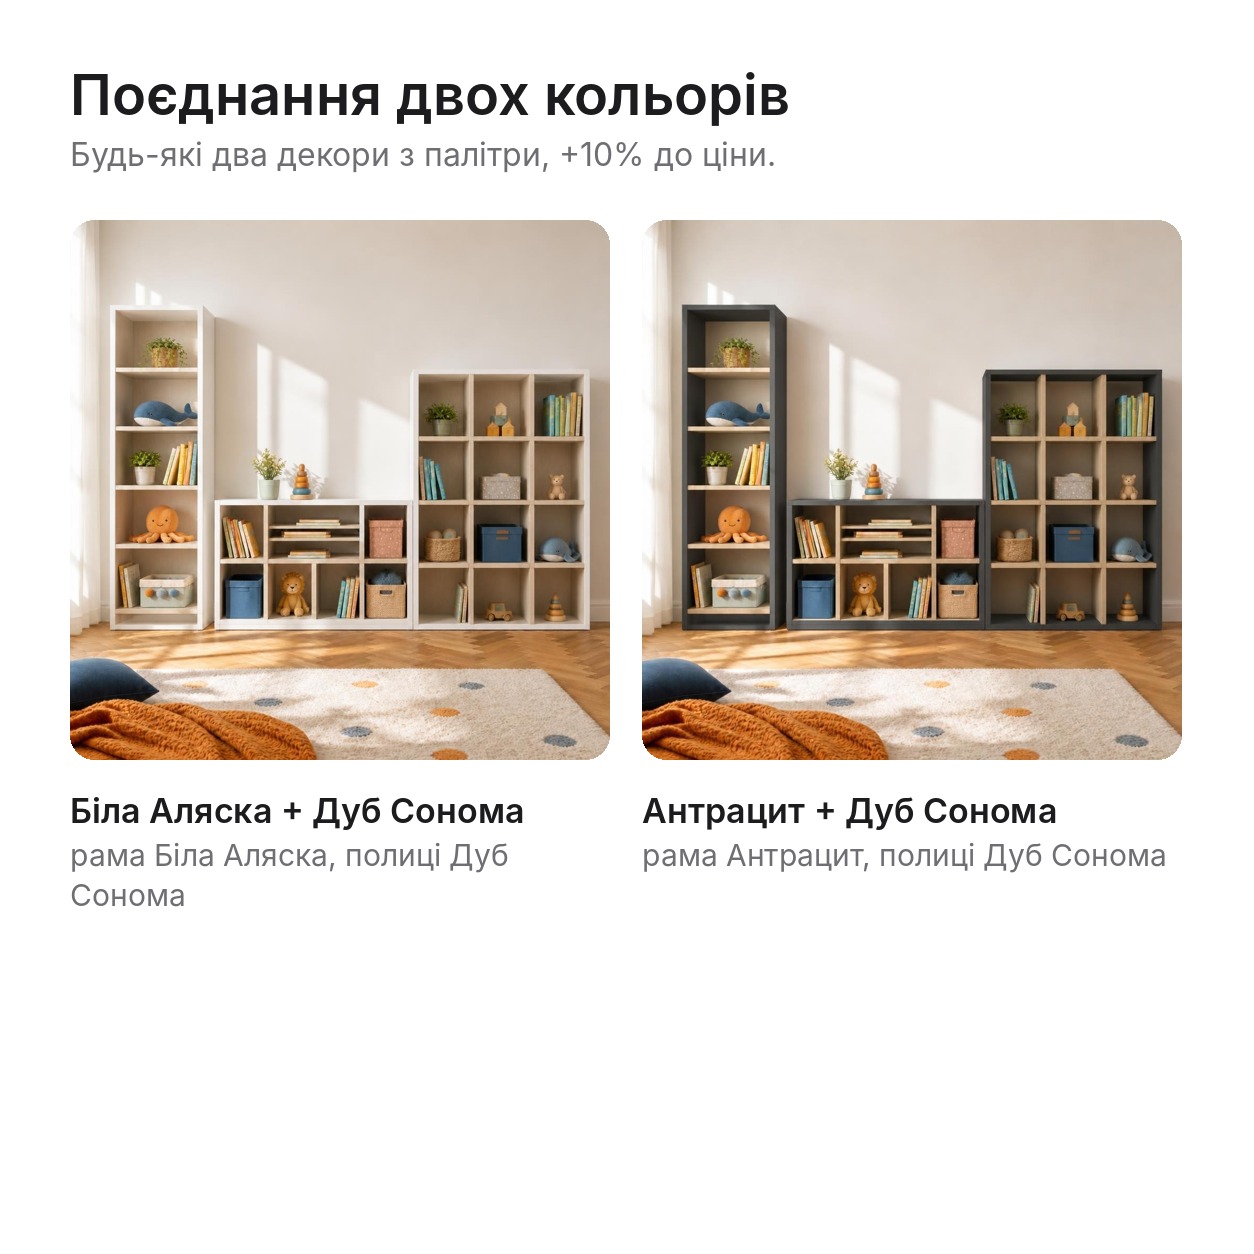 Поєднання двох кольорів
Будь-які два декори з палітри, +10% до ціни.
Біла Аляска + Дуб Сонома
рама Біла Аляска, полиці Дуб
Сонома
Антрацит + Дуб Сонома
рама Антрацит, полиці Дуб Сонома